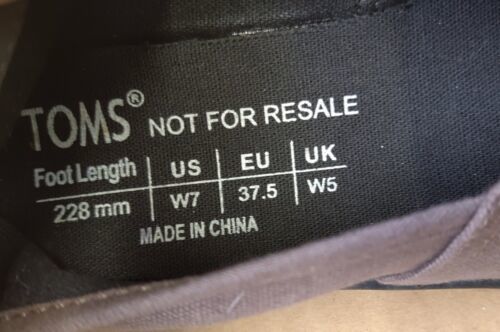 TOMS® NOT FOR RESALE
Foot Length US EU UK
228 mm W7 37.5 W5
MADE IN CHINA